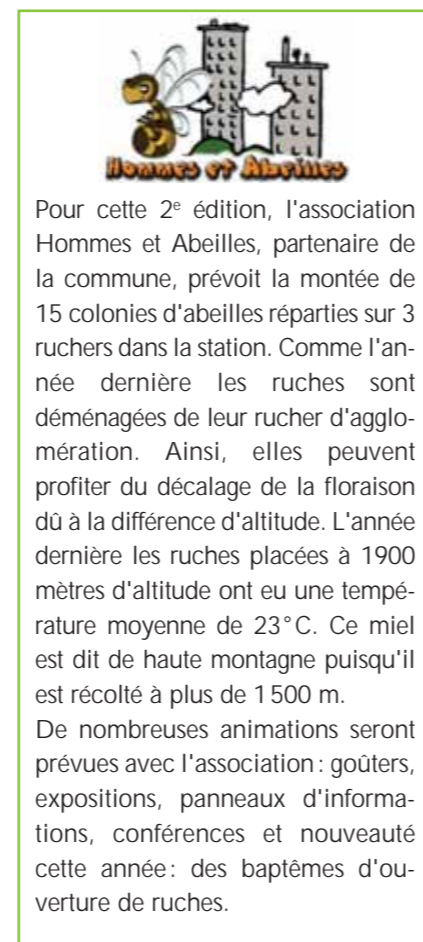 Hommes et Abeilles
Pour cette 2e édition, l'association
Hommes et Abeilles, partenaire de
la commune, prévoit la montée de
15 colonies d'abeilles réparties sur 3
ruchers dans la station. Comme l'an-
née dernière les ruches sont
déménagées de leur rucher d'agglo-
mération. Ainsi, elles peuvent
profiter du décalage de la floraison
dû à la différence d'altitude. L'année
dernière les ruches placées à 1900
mètres d'altitude ont eu une tempé-
rature moyenne de 23°C. Ce miel
est dit de haute montagne puisqu'il
est récolté à plus de 1500 m.
De nombreuses animations seront
prévues avec l'association : goûters,
expositions, panneaux d'informa-
tions, conférences et nouveauté
cette année : des baptêmes d'ou-
verture de ruches.